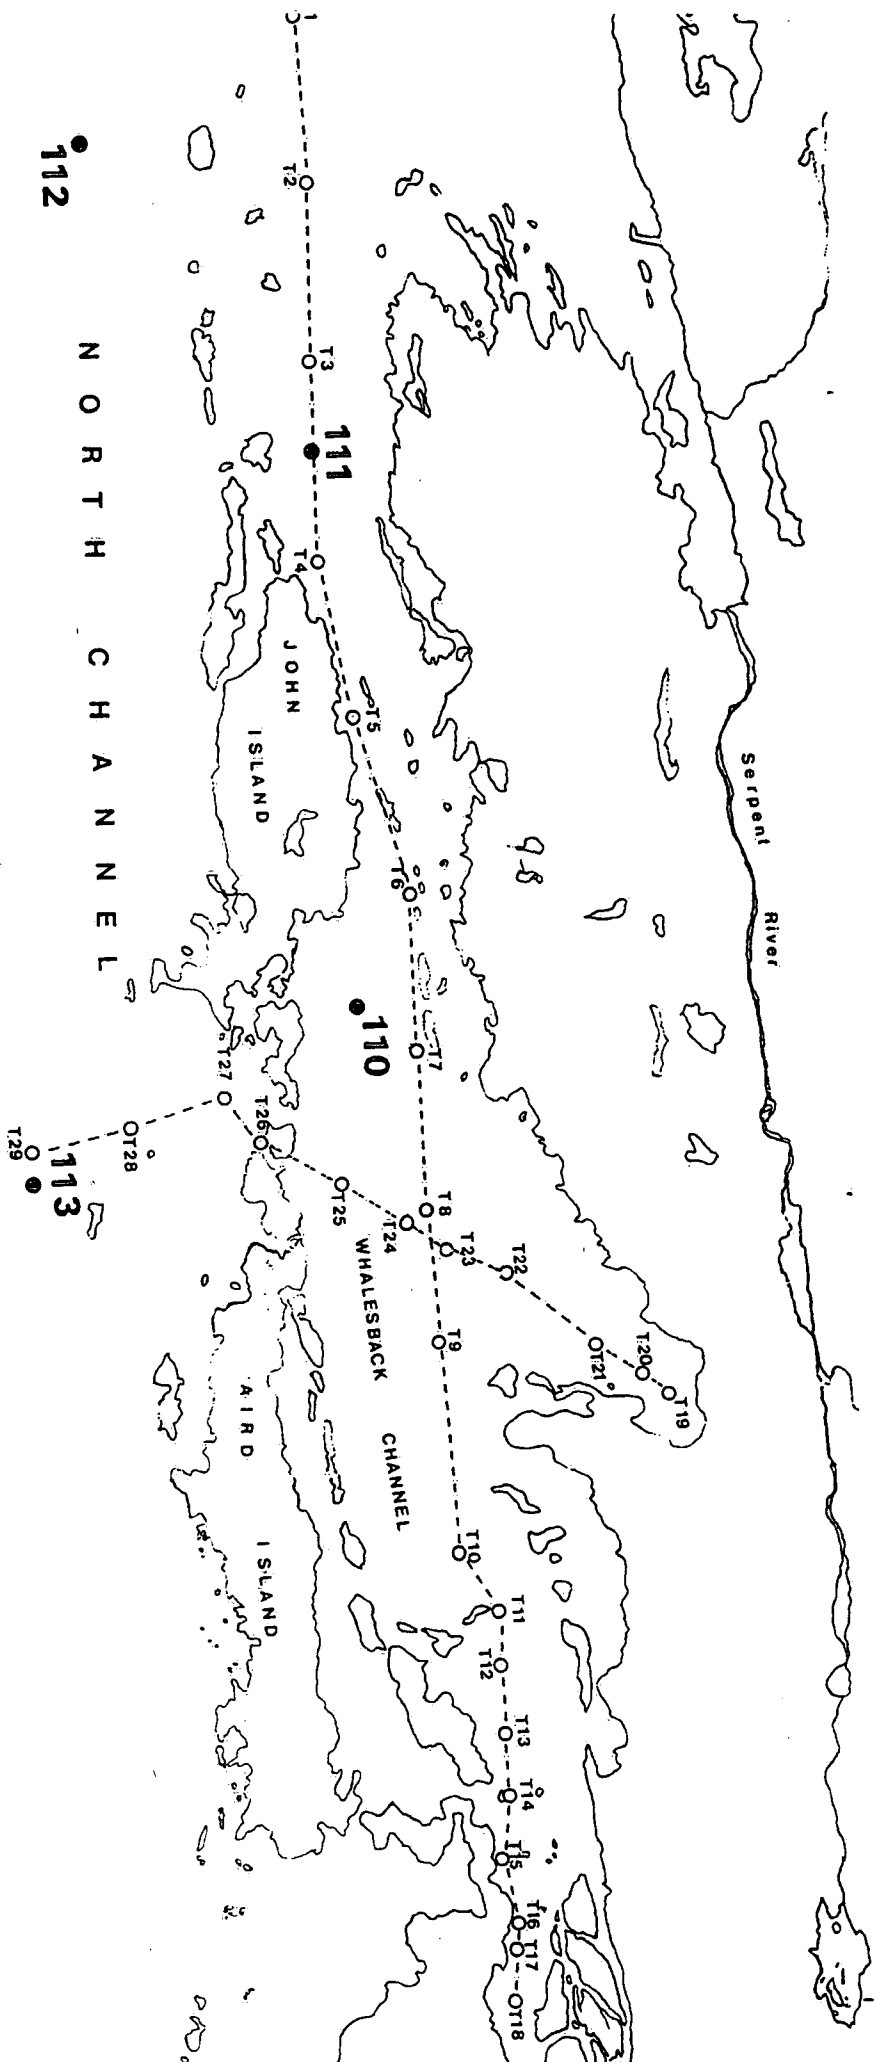 Serpent River
98
NORTH CHANNEL
JOHN
ISLAND
WHALESBACK CHANNEL
AIRD ISLAND
112
111
110
113
1
T2
T3
T4
T5
T6
T7
T8
T9
T10
T11
T12
T13
T14
T15
T16
T17
T18
T19
T20
T21
T22
T23
T24
T25
T26
T27
T28
T29